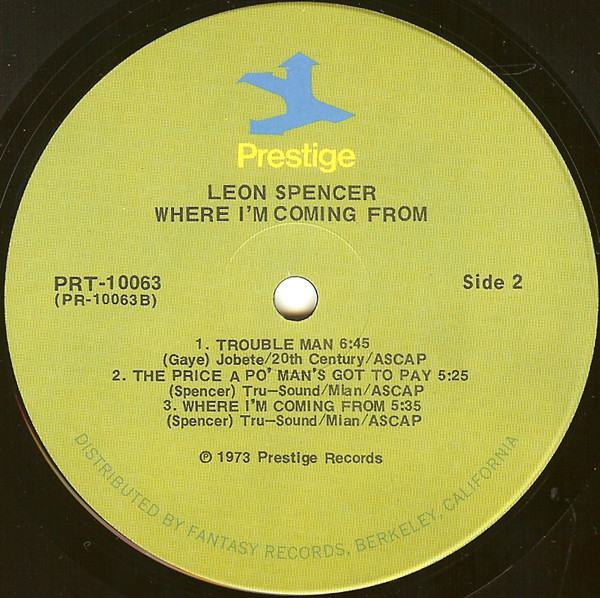 Prestige
LEON SPENCER
WHERE I'M COMING FROM
PRT-10063
(PR-10063B)
Side 2
1. TROUBLE MAN 6:45
(Gaye) Jobete/20th Century/ASCAP
2. THE PRICE A PO' MAN'S GOT TO PAY 5:25
(Spencer) Tru-Sound/Mian/ASCAP
3. WHERE I'M COMING FROM 5:35
(Spencer) Tru-Sound/Mian/ASCAP
℗ 1973 Prestige Records
DISTRIBUTED BY FANTASY RECORDS, BERKELEY, CALIFORNIA